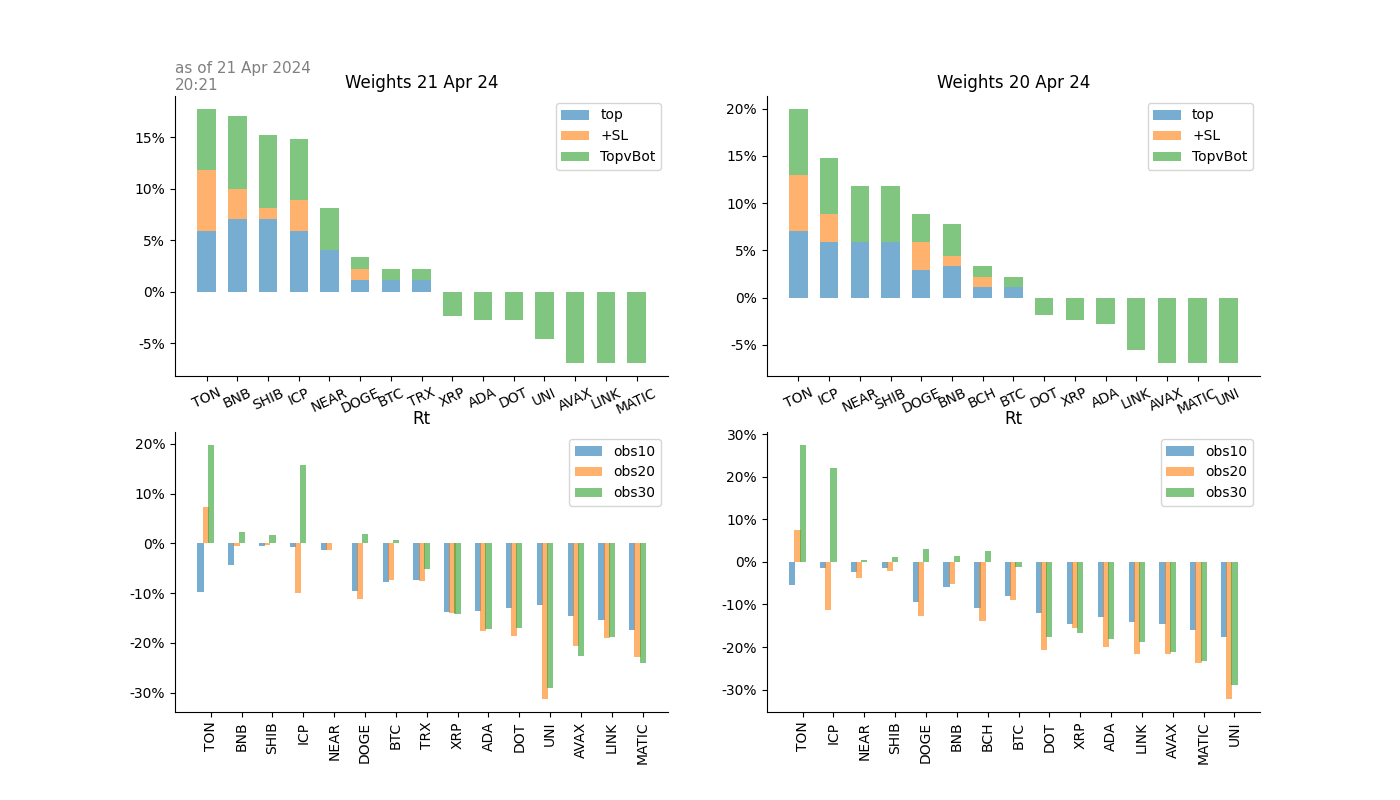 as of 21 Apr 2024
20:21
Weights 21 Apr 24
top
+SL
TopvBot
15%
10%
5%
0%
-5%
TON BNB SHIB ICP NEAR DOGE BTC TRX XRP ADA DOT UNI AVAX LINK MATIC
Weights 20 Apr 24
top
+SL
TopvBot
20%
15%
10%
5%
0%
-5%
TON ICP NEAR SHIB DOGE BNB BCH BTC DOT XRP ADA LINK AVAX MATIC UNI
Rt
obs10
obs20
obs30
20%
10%
0%
-10%
-20%
-30%
TON BNB SHIB ICP NEAR DOGE BTC TRX XRP ADA DOT UNI AVAX LINK MATIC
Rt
obs10
obs20
obs30
30%
20%
10%
0%
-10%
-20%
-30%
TON ICP NEAR SHIB DOGE BNB BCH BTC DOT XRP ADA LINK AVAX MATIC UNI